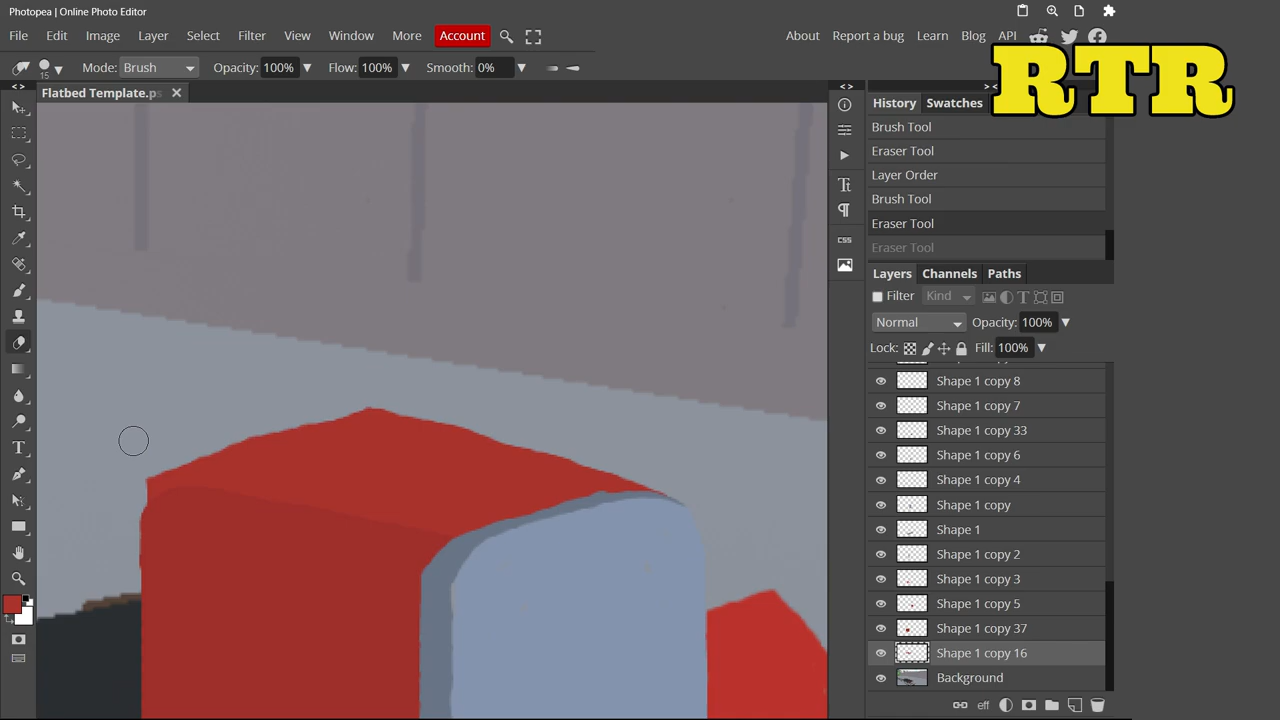 Photopea | Online Photo Editor
File Edit Image Layer Select Filter View Window More Account
About Report a bug Learn Blog API
RTR
15 Mode: Brush Opacity: 100% Flow: 100% Smooth: 0%
Flatbed Template.ps
History Swatches
Brush Tool
Eraser Tool
Layer Order
Brush Tool
Eraser Tool
Eraser Tool
CSS
Layers Channels Paths
Filter Kind
Normal Opacity: 100%
Lock: Fill: 100%
Shape 1 copy 8
Shape 1 copy 7
Shape 1 copy 33
Shape 1 copy 6
Shape 1 copy 4
Shape 1 copy
Shape 1
Shape 1 copy 2
Shape 1 copy 3
Shape 1 copy 5
Shape 1 copy 37
Shape 1 copy 16
Background
eff